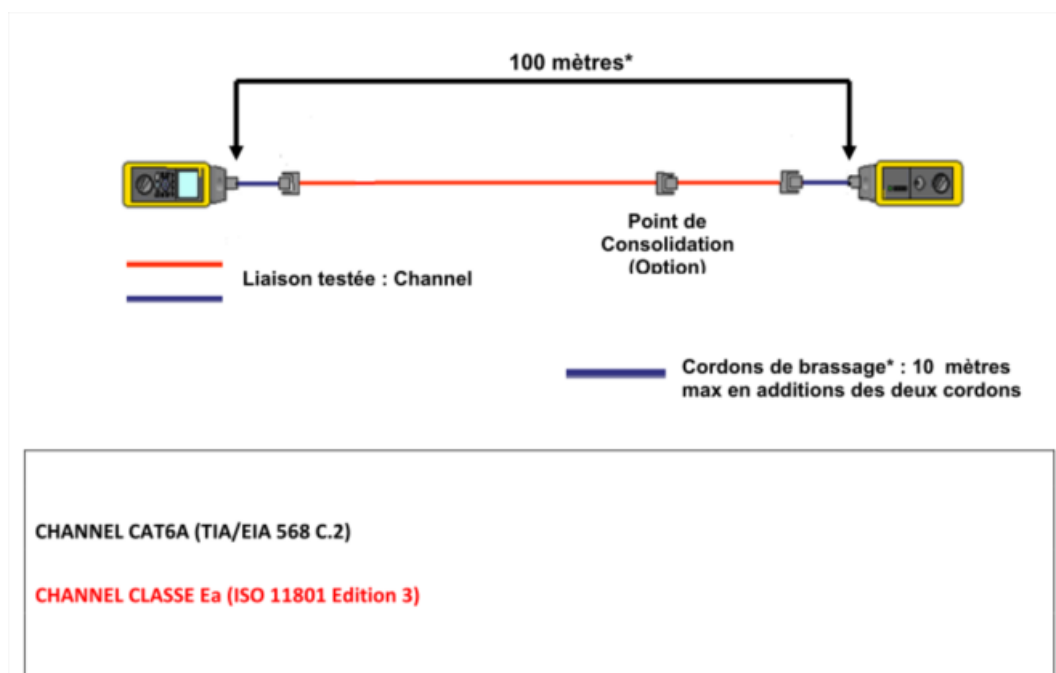 100 mètres*
Point de
Consolidation
(Option)
Liaison testée : Channel
Cordons de brassage* : 10 mètres
max en additions des deux cordons
CHANNEL CAT6A (TIA/EIA 568 C.2)
CHANNEL CLASSE Ea (ISO 11801 Edition 3)